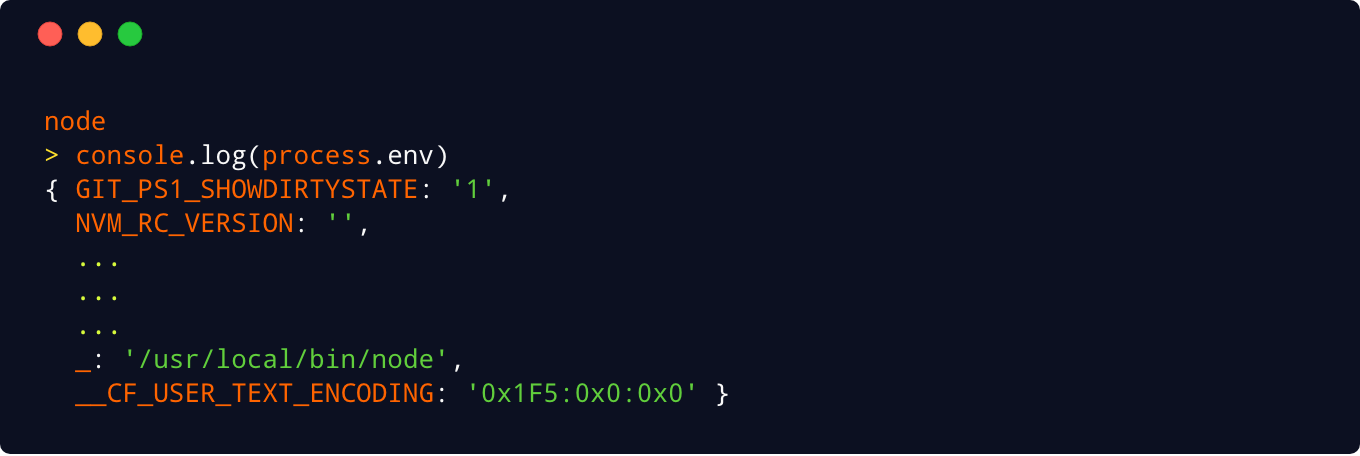 node
> console.log(process.env)
{ GIT_PS1_SHOWDIRTYSTATE: '1',
  NVM_RC_VERSION: '',
  ...
  ...
  ...
  _: '/usr/local/bin/node',
  __CF_USER_TEXT_ENCODING: '0x1F5:0x0:0x0' }